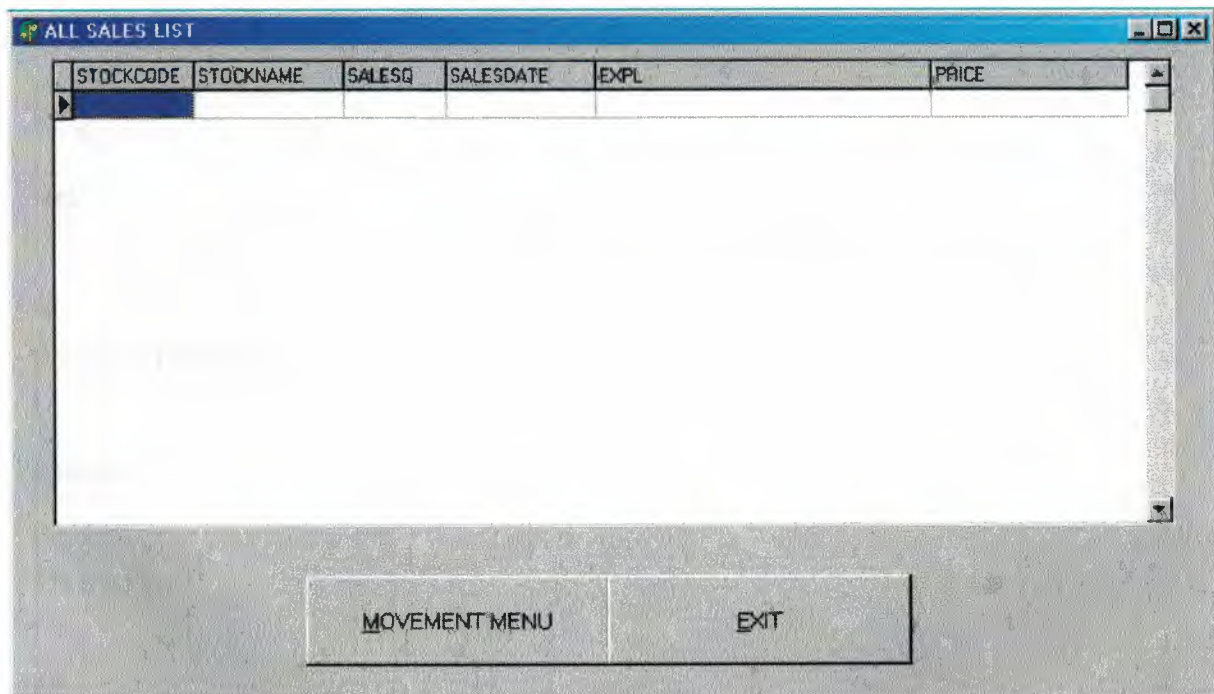 ALL SALES LIST
STOCKCODE STOCKNAME SALESQ SALESDATE EXPL PRICE
MOVEMENT MENU EXIT